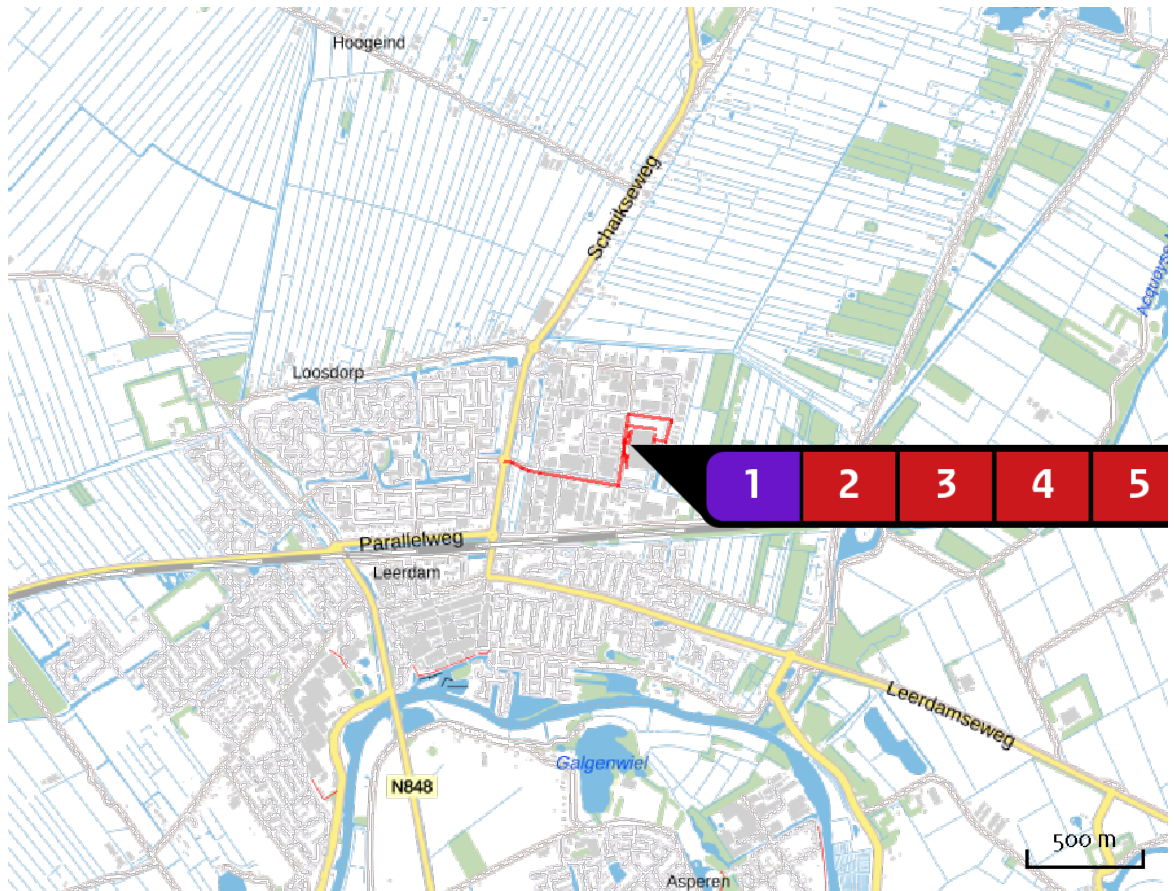 Hoogeind
Schaikseweg
Loosdorp
1 2 3 4 5
Parallelweg
Leerdam
Leerdamseweg
Galgenwiel
N848
500 m
Asperen